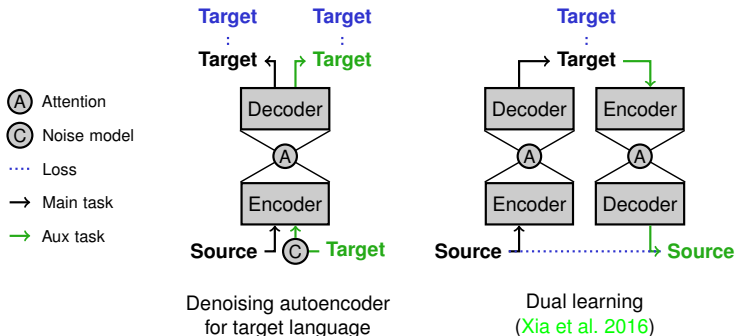 Target Target Target
: : :
Target Target Target
A Attention
C Noise model
Loss
Main task
Aux task
Decoder
A
Encoder
Source C Target
Denoising autoencoder
for target language
Decoder Encoder
A A
Encoder Decoder
Source Source
Dual learning
(Xia et al. 2016)